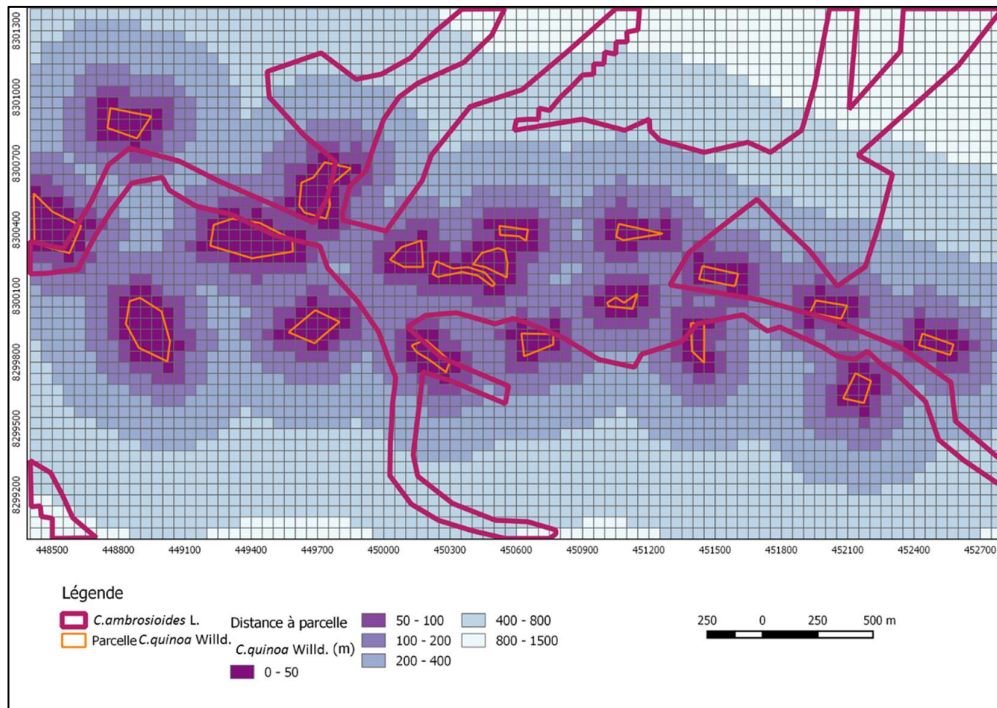 8301300
8301000
8300700
8300400
8300100
8299800
8299500
8299200
448500 448800 449100 449400 449700 450000 450300 450600 450900 451200 451500 451800 452100 452400 452700
Légende
C.ambrosioides L.
Parcelle C.quinoa Willd.
Distance à parcelle
C.quinoa Willd. (m)
0 - 50
50 - 100
100 - 200
200 - 400
400 - 800
800 - 1500
250 0 250 500 m